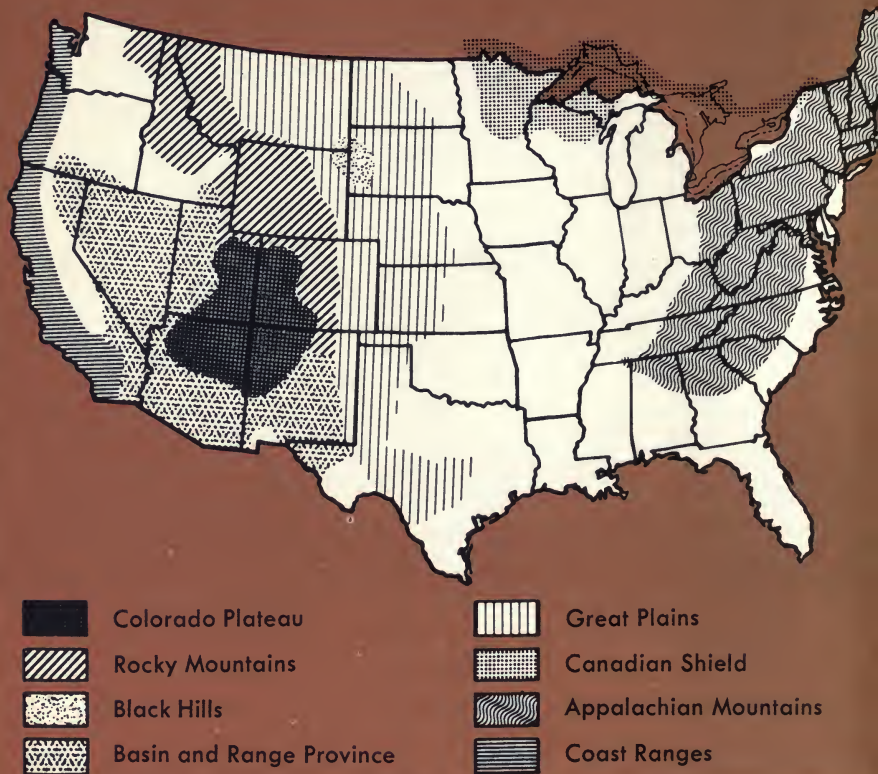 Colorado Plateau
Rocky Mountains
Black Hills
Basin and Range Province
Great Plains
Canadian Shield
Appalachian Mountains
Coast Ranges